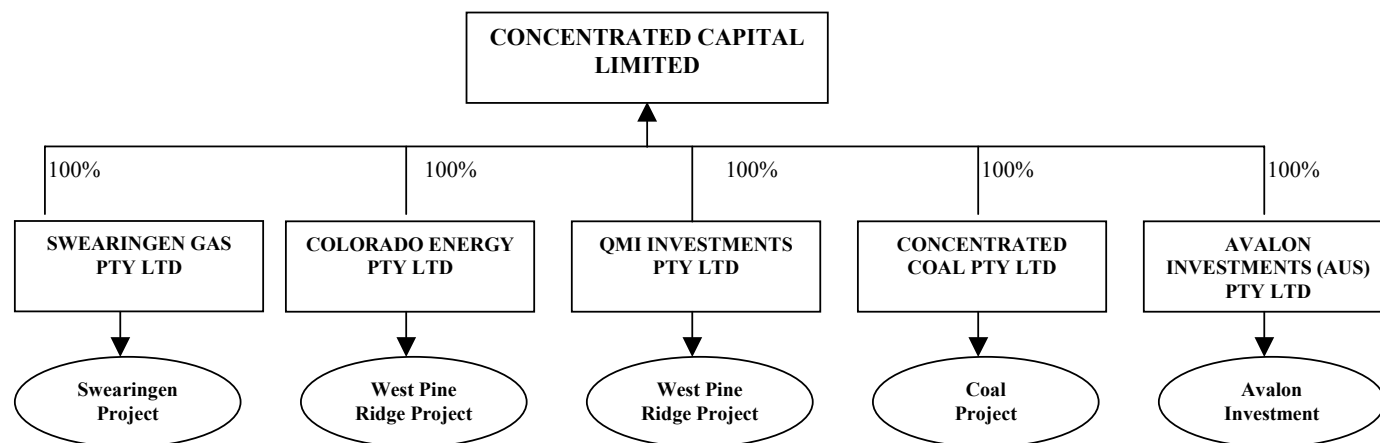 CONCENTRATED CAPITAL
LIMITED
100%
100%
100%
100%
100%
SWEARINGEN GAS
PTY LTD
COLORADO ENERGY
PTY LTD
QMI INVESTMENTS
PTY LTD
CONCENTRATED
COAL PTY LTD
AVALON
INVESTMENTS (AUS)
PTY LTD
Swearingen
Project
West Pine
Ridge Project
West Pine
Ridge Project
Coal
Project
Avalon
Investment